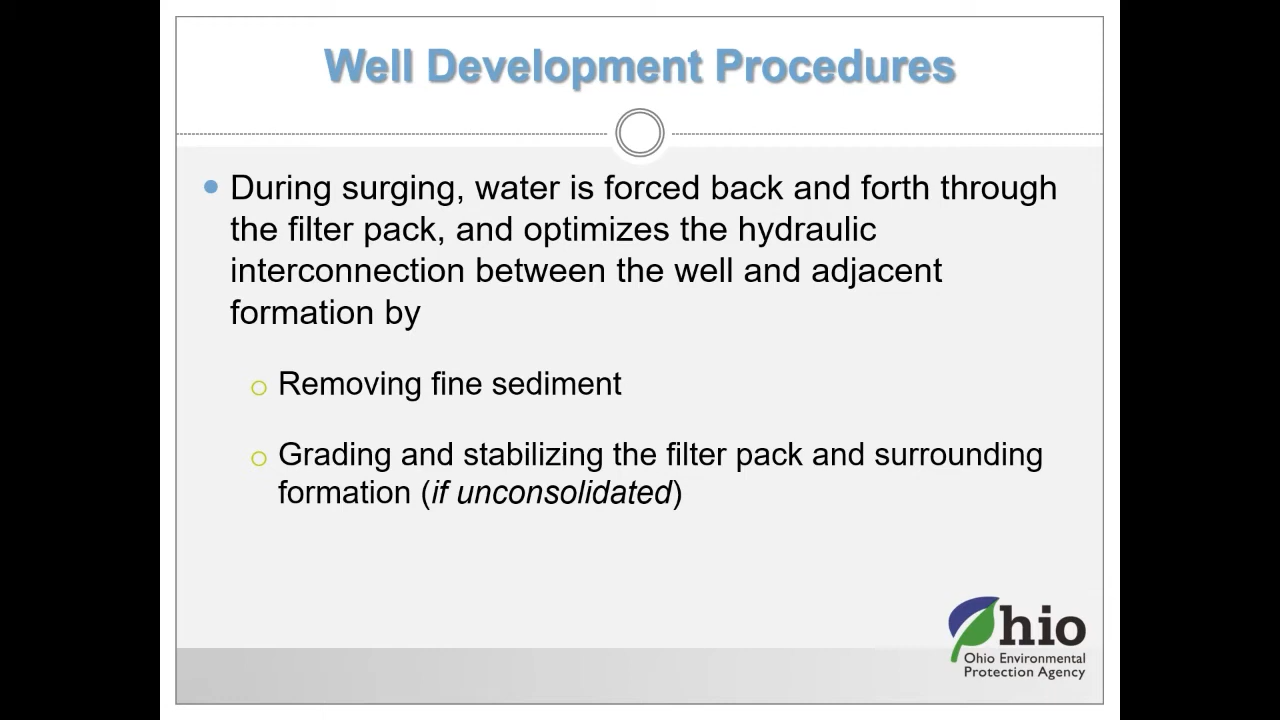 Well Development Procedures
During surging, water is forced back and forth through
the filter pack, and optimizes the hydraulic
interconnection between the well and adjacent
formation by
Removing fine sediment
Grading and stabilizing the filter pack and surrounding
formation (if unconsolidated)
Ohio
Ohio Environmental
Protection Agency